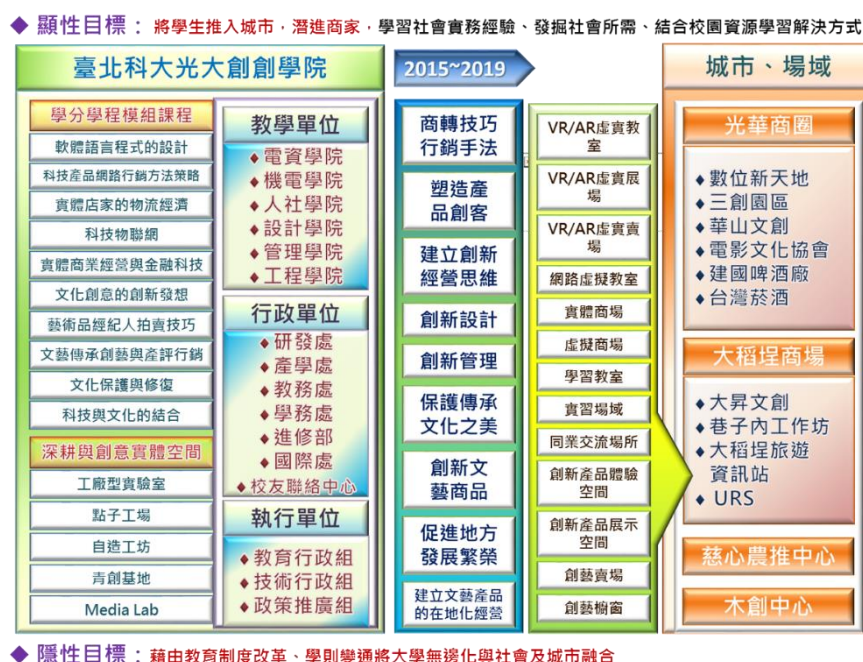 ◆ 顯性目標：將學生推入城市，潛進商家，學習社會實務經驗、發掘社會所需、結合校園資源學習解決方式
臺北科大光大創創學院
學分學程模組課程
軟體語言程式的設計
科技產品網路行銷方法策略
實體店家的物流經濟
科技物聯網
實體商業經營與金融科技
文化創意的創新發想
藝術品經紀人拍賣技巧
文藝傳承創藝與產評行銷
文化保護與修復
科技與文化的結合
深耕與創意實體空間
工廠型實驗室
點子工場
自造工坊
青創基地
Media Lab
教學單位
◆電資學院
◆機電學院
◆人社學院
◆設計學院
◆管理學院
◆工程學院
行政單位
◆研發處
◆產學處
◆教務處
◆學務處
◆進修部
◆國際處
◆校友聯絡中心
執行單位
◆教育行政組
◆技術行政組
◆政策推廣組
2015~2019
商轉技巧
行銷手法
塑造產
品創客
建立創新
經營思維
創新設計
創新管理
保護傳承
文化之美
創新文
藝商品
促進地方
發展繁榮
建立文藝產品
的在地化經營
VR/AR虛實教
室
VR/AR虛實展
場
VR/AR虛實賣
場
網路虛擬教室
實體商場
虛擬商場
學習教室
實習場域
同業交流場所
創新產品體驗
空間
創新產品展示
空間
創藝賣場
創藝櫥窗
城市、場域
光華商圈
◆數位新天地
◆三創園區
◆華山文創
◆電影文化協會
◆建國啤酒廠
◆台灣菸酒
大稻埕商場
◆大昇文創
◆巷子內工作坊
◆大稻埕旅遊
資訊站
◆ URS
慈心農推中心
木創中心
◆ 隱性目標：藉由教育制度改革、學則變通將大學無邊化與社會及城市融合